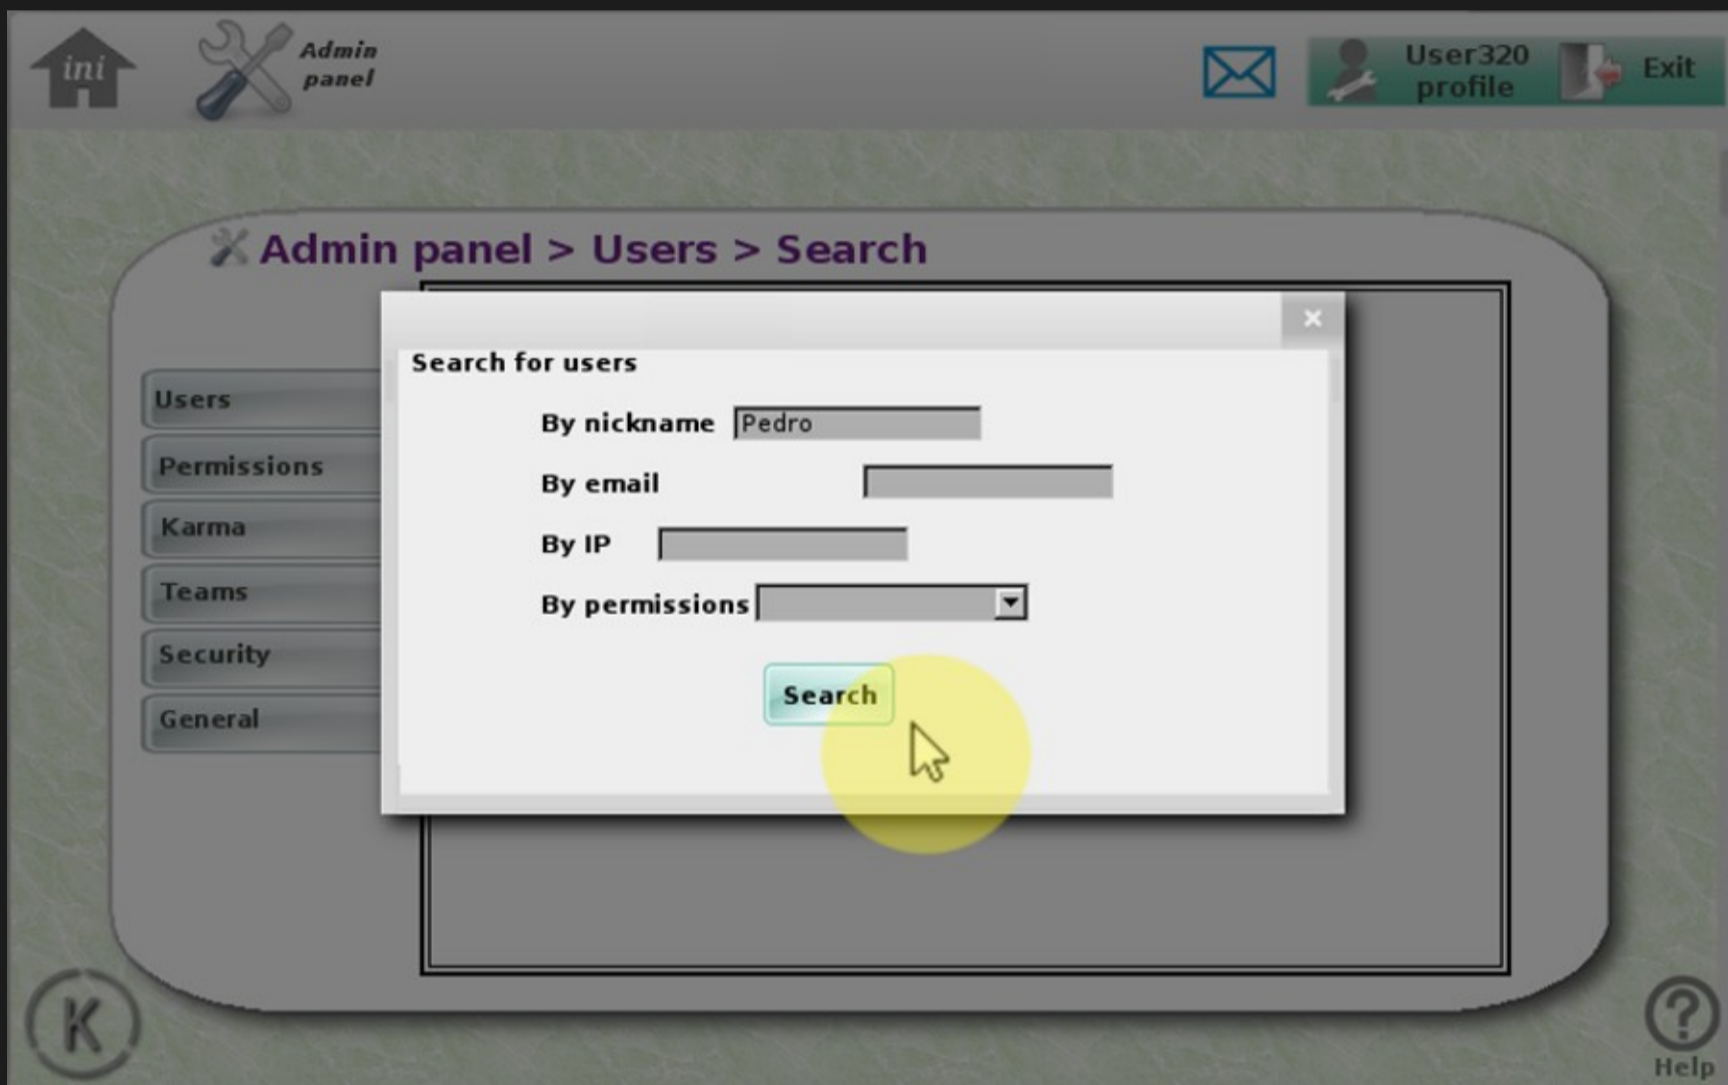 ini
Admin
panel
User320
profile
Exit
Admin panel > Users > Search
×
Search for users
By nickname Pedro
By email
By IP
By permissions
Search
Users
Permissions
Karma
Teams
Security
General
K
?
Help